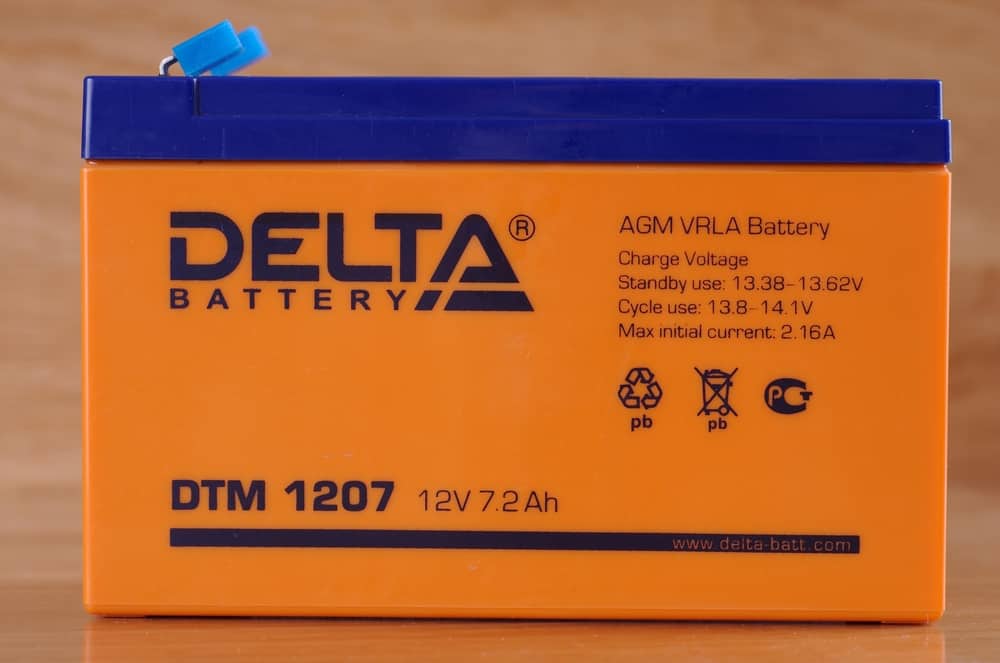 DELTA®
BATTERY
AGM VRLA Battery
Charge Voltage
Standby use: 13.38-13.62V
Cycle use: 13.8-14.1V
Max initial current: 2.16A
pb
pb
РСТ
DTM 1207 12V 7.2 Ah
www.delta-batt.com